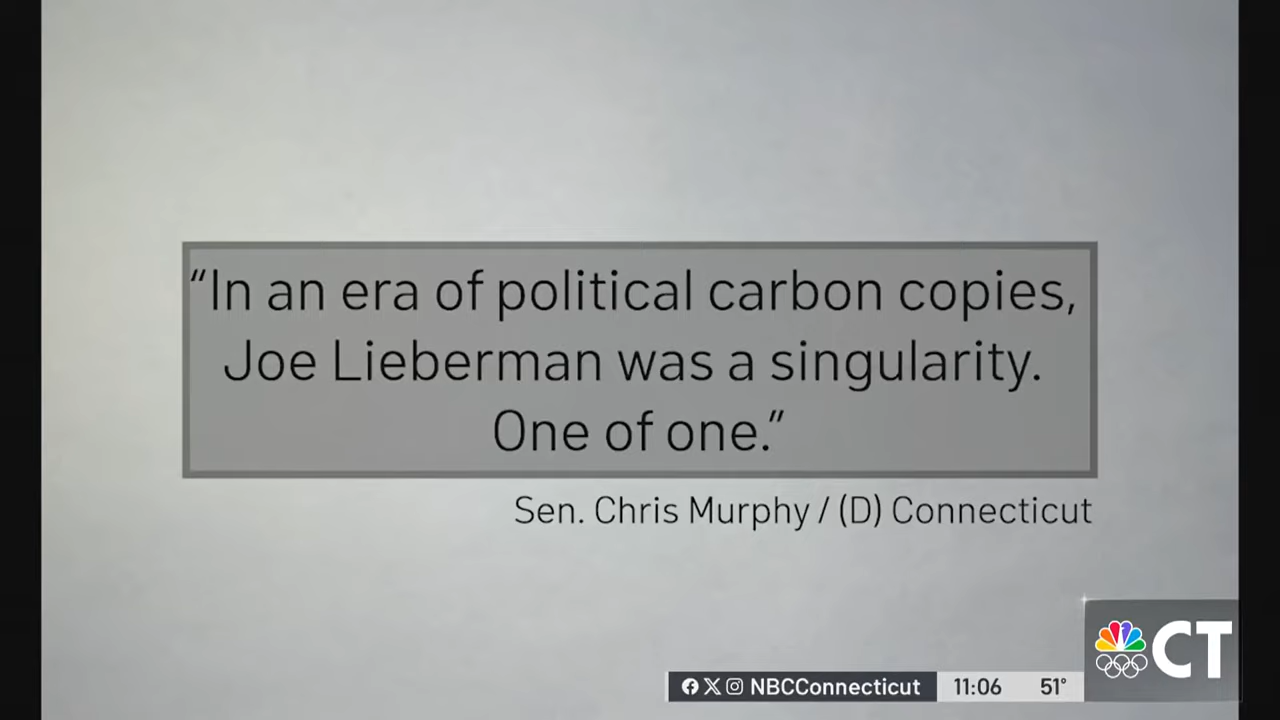 “In an era of political carbon copies,
Joe Lieberman was a singularity.
One of one.”
Sen. Chris Murphy / (D) Connecticut
CT
NBCConnecticut 11:06 51°